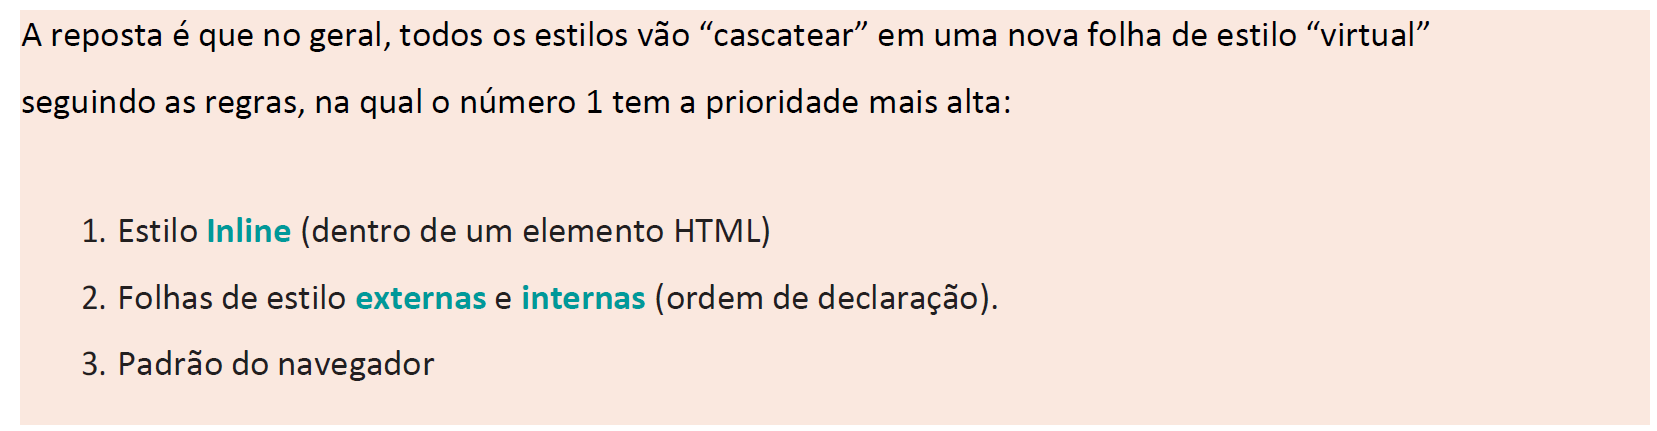 A reposta é que no geral, todos os estilos vão “cascatear” em uma nova folha de estilo “virtual”
seguindo as regras, na qual o número 1 tem a prioridade mais alta:
1. Estilo Inline (dentro de um elemento HTML)
2. Folhas de estilo externas e internas (ordem de declaração).
3. Padrão do navegador